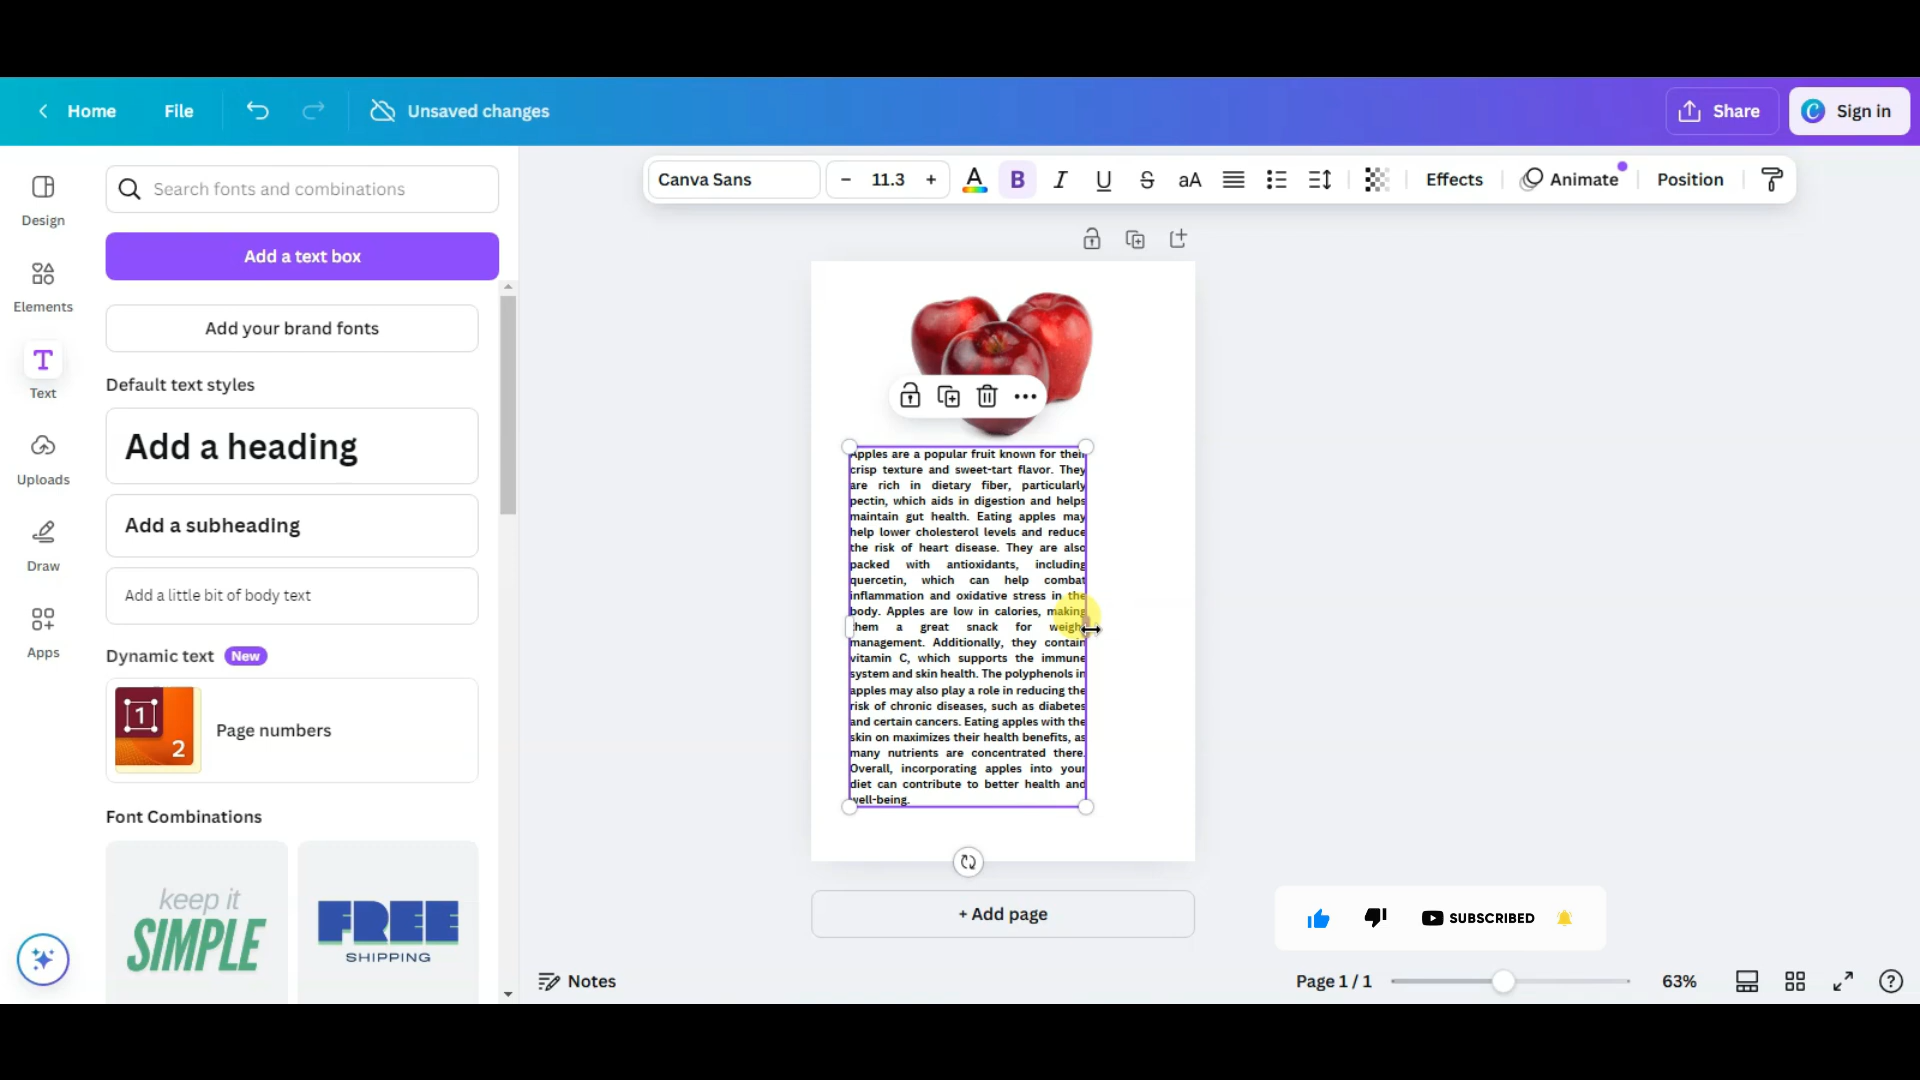 Home
File
Unsaved changes
Share
Sign in
Design
Elements
Text
Uploads
Draw
Apps
Search fonts and combinations
Add a text box
Add your brand fonts
Default text styles
Add a heading
Add a subheading
Add a little bit of body text
Dynamic text New
1
2
Page numbers
Font Combinations
keep it
SIMPLE
FREE
SHIPPING
Canva Sans
− 11.3 +
A B I U S aA
Effects
Animate
Position
Apples are a popular fruit known for their
crisp texture and sweet-tart flavor. They
are rich in dietary fiber, particularly
pectin, which aids in digestion and helps
maintain gut health. Eating apples may
help lower cholesterol levels and reduce
the risk of heart disease. They are also
packed with antioxidants, including
quercetin, which can help combat
inflammation and oxidative stress in the
body. Apples are low in calories, making
them a great snack for weight
management. Additionally, they contain
vitamin C, which supports the immune
system and skin health. The polyphenols in
apples may also play a role in reducing the
risk of chronic diseases, such as diabetes
and certain cancers. Eating apples with the
skin on maximizes their health benefits, as
many nutrients are concentrated there.
Overall, incorporating apples into your
diet can contribute to better health and
well-being.
+ Add page
SUBSCRIBED
Notes
Page 1 / 1
63%